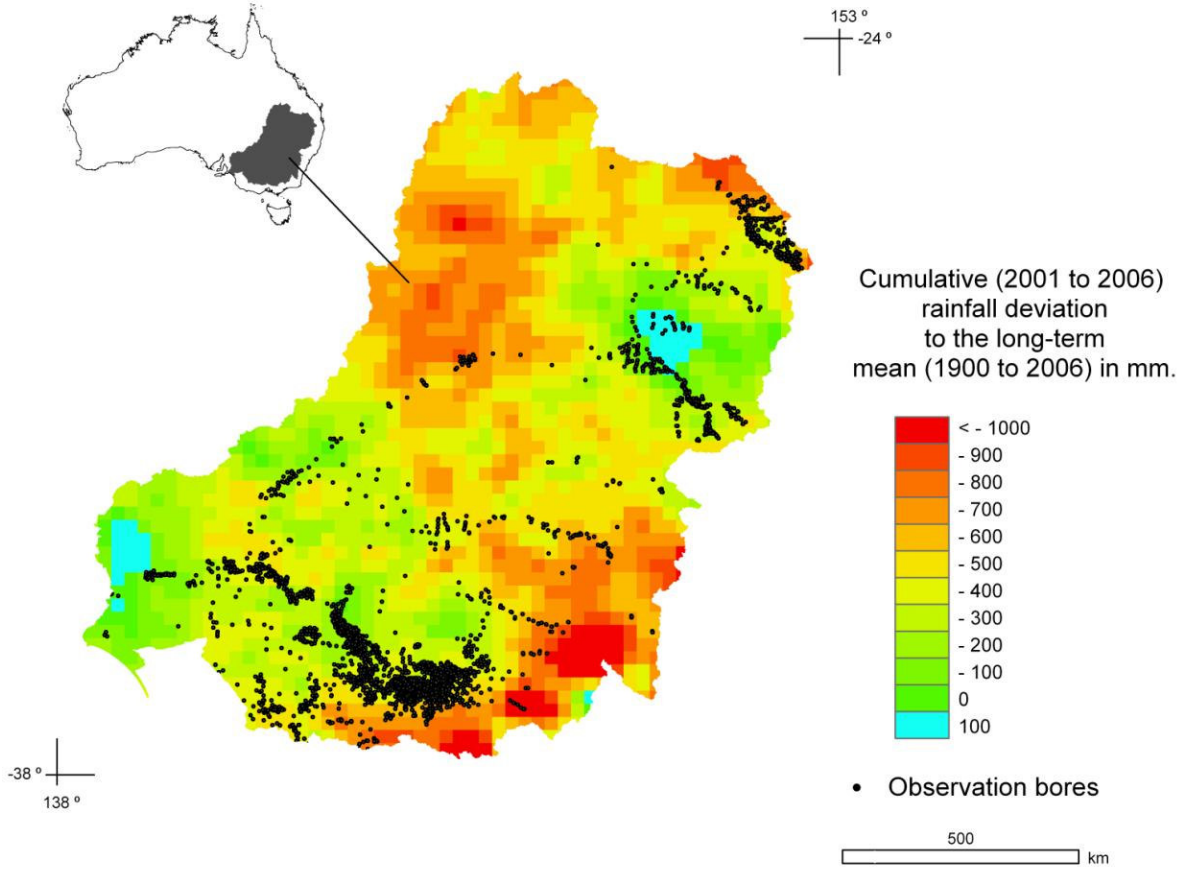 153 º
-24 º
Cumulative (2001 to 2006)
rainfall deviation
to the long-term
mean (1900 to 2006) in mm.
< - 1000
- 900
- 800
- 700
- 600
- 500
- 400
- 300
- 200
- 100
0
100
-38 º
138 º
Observation bores
500
km